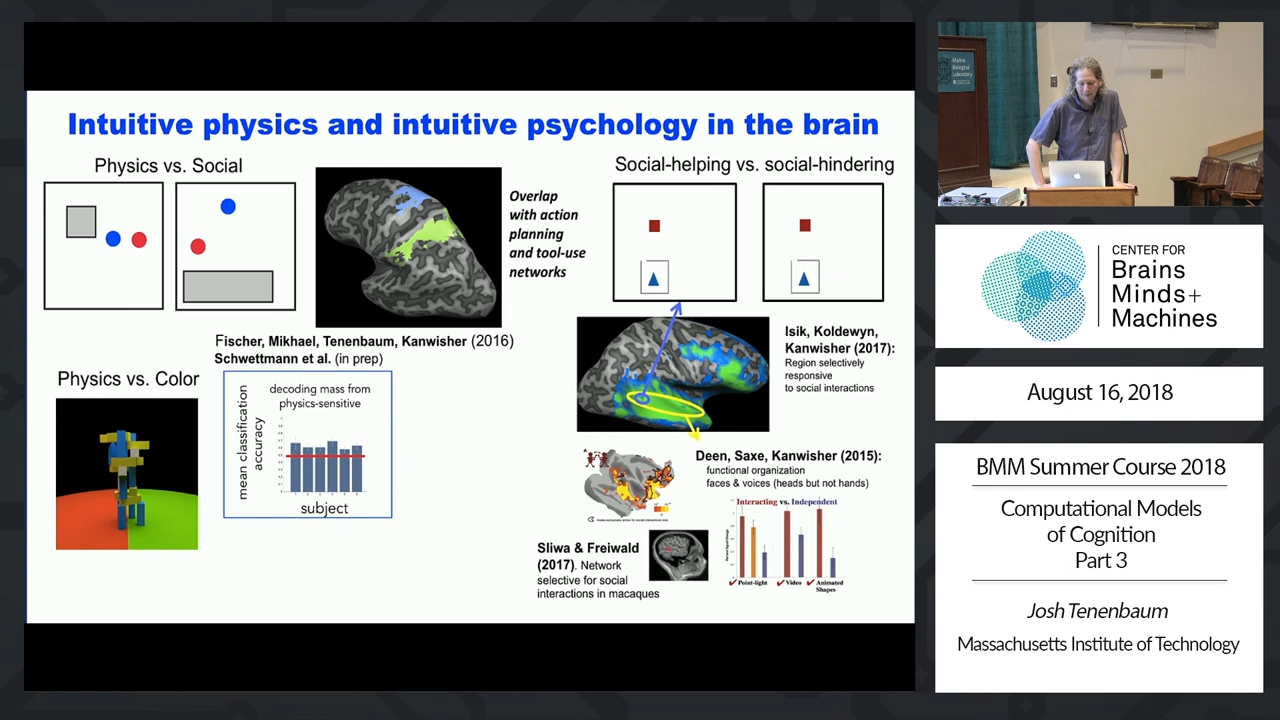 Intuitive physics and intuitive psychology in the brain
Physics vs. Social
Overlap
with action
planning
and tool-use
networks
Fischer, Mikhael, Tenenbaum, Kanwisher (2016)
Schwettmann et al. (in prep)
Physics vs. Color
decoding mass from
physics-sensitive
mean classification
accuracy
subject
Social-helping vs. social-hindering
Isik, Koldewyn,
Kanwisher (2017):
Region selectively
responsive
to social interactions
Deen, Saxe, Kanwisher (2015):
functional organization
faces & voices (heads but not hands)
Interacting vs. Independent
Point-light
Video
Animated
Shapes
Sliwa & Freiwald
(2017). Network
selective for social
interactions in macaques
Marine
Biological
Laboratory
CENTER FOR
Brains
Minds+
Machines
August 16, 2018
BMM Summer Course 2018
Computational Models
of Cognition
Part 3
Josh Tenenbaum
Massachusetts Institute of Technology